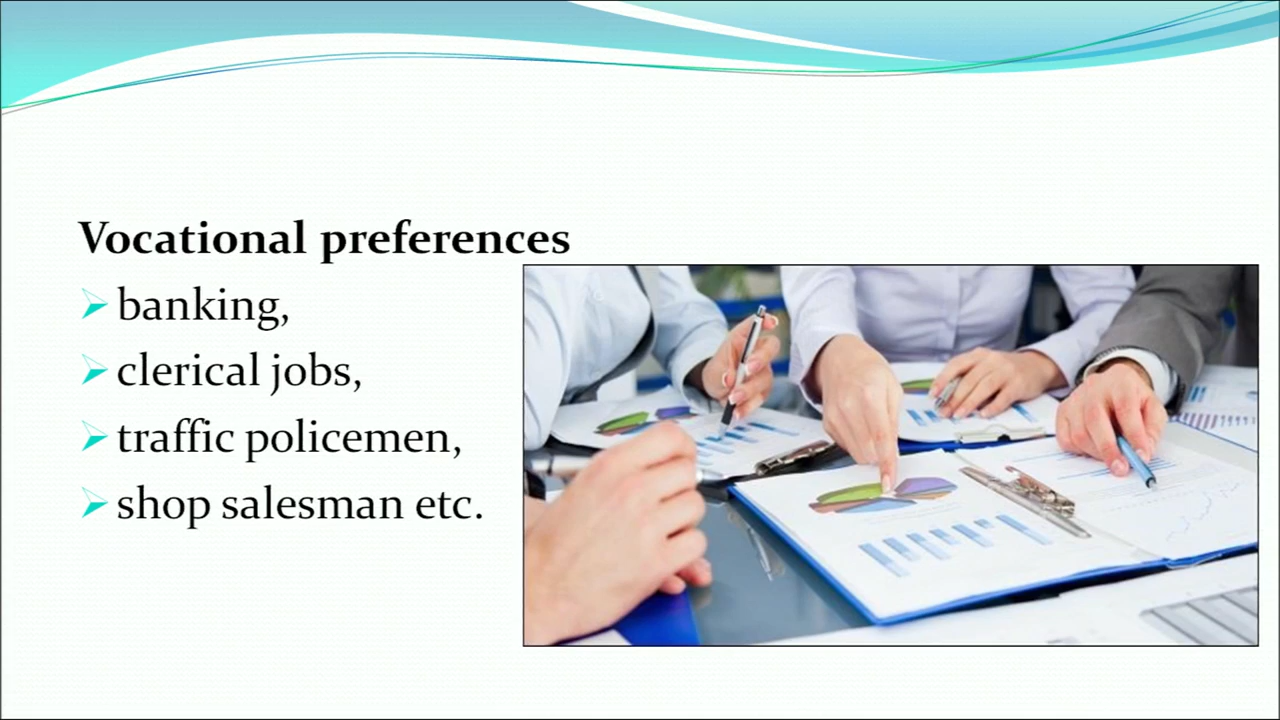 Vocational preferences
banking,
clerical jobs,
traffic policemen,
shop salesman etc.